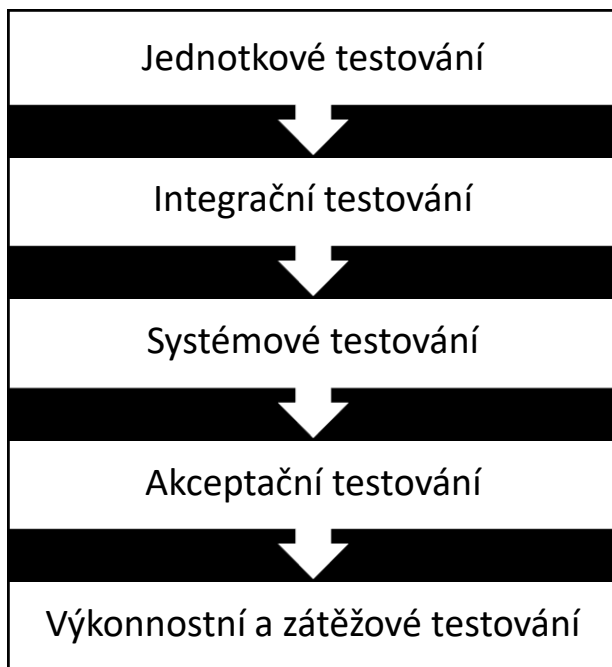 Jednotkové testování
Integrační testování
Systémové testování
Akceptační testování
Výkonnostní a zátěžové testování